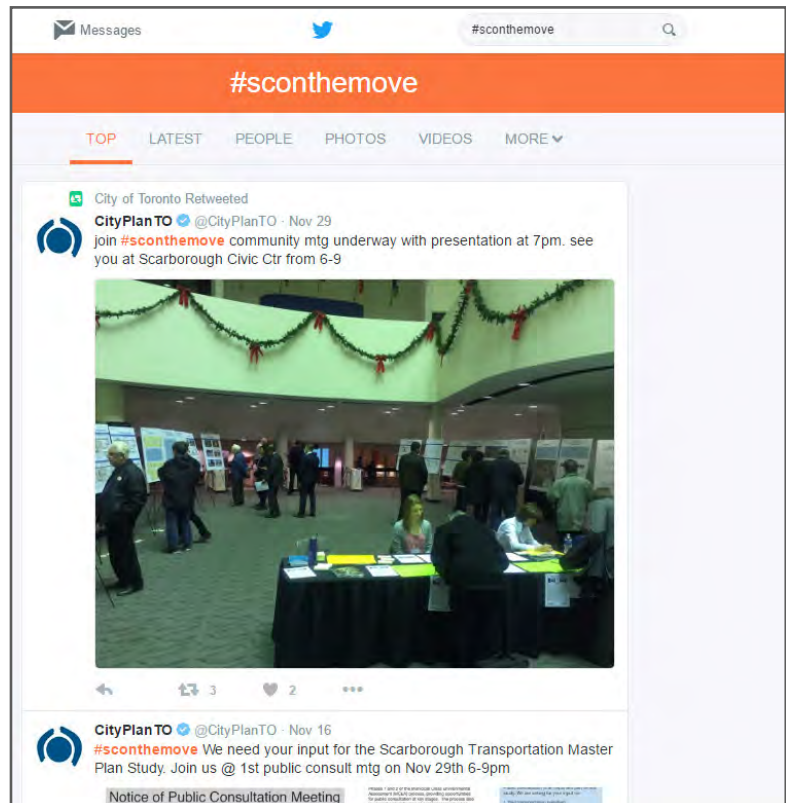 Messages
#sconthemove
#sconthemove
TOP LATEST PEOPLE PHOTOS VIDEOS MORE
City of Toronto Retweeted
CityPlanTO @CityPlanTO · Nov 29
join #sconthemove community mtg underway with presentation at 7pm. see
you at Scarborough Civic Ctr from 6-9
3 2
CityPlanTO @CityPlanTO · Nov 16
#sconthemove We need your input for the Scarborough Transportation Master
Plan Study. Join us @ 1st public consult mtg on Nov 29th 6-9pm
Notice of Public Consultation Meeting